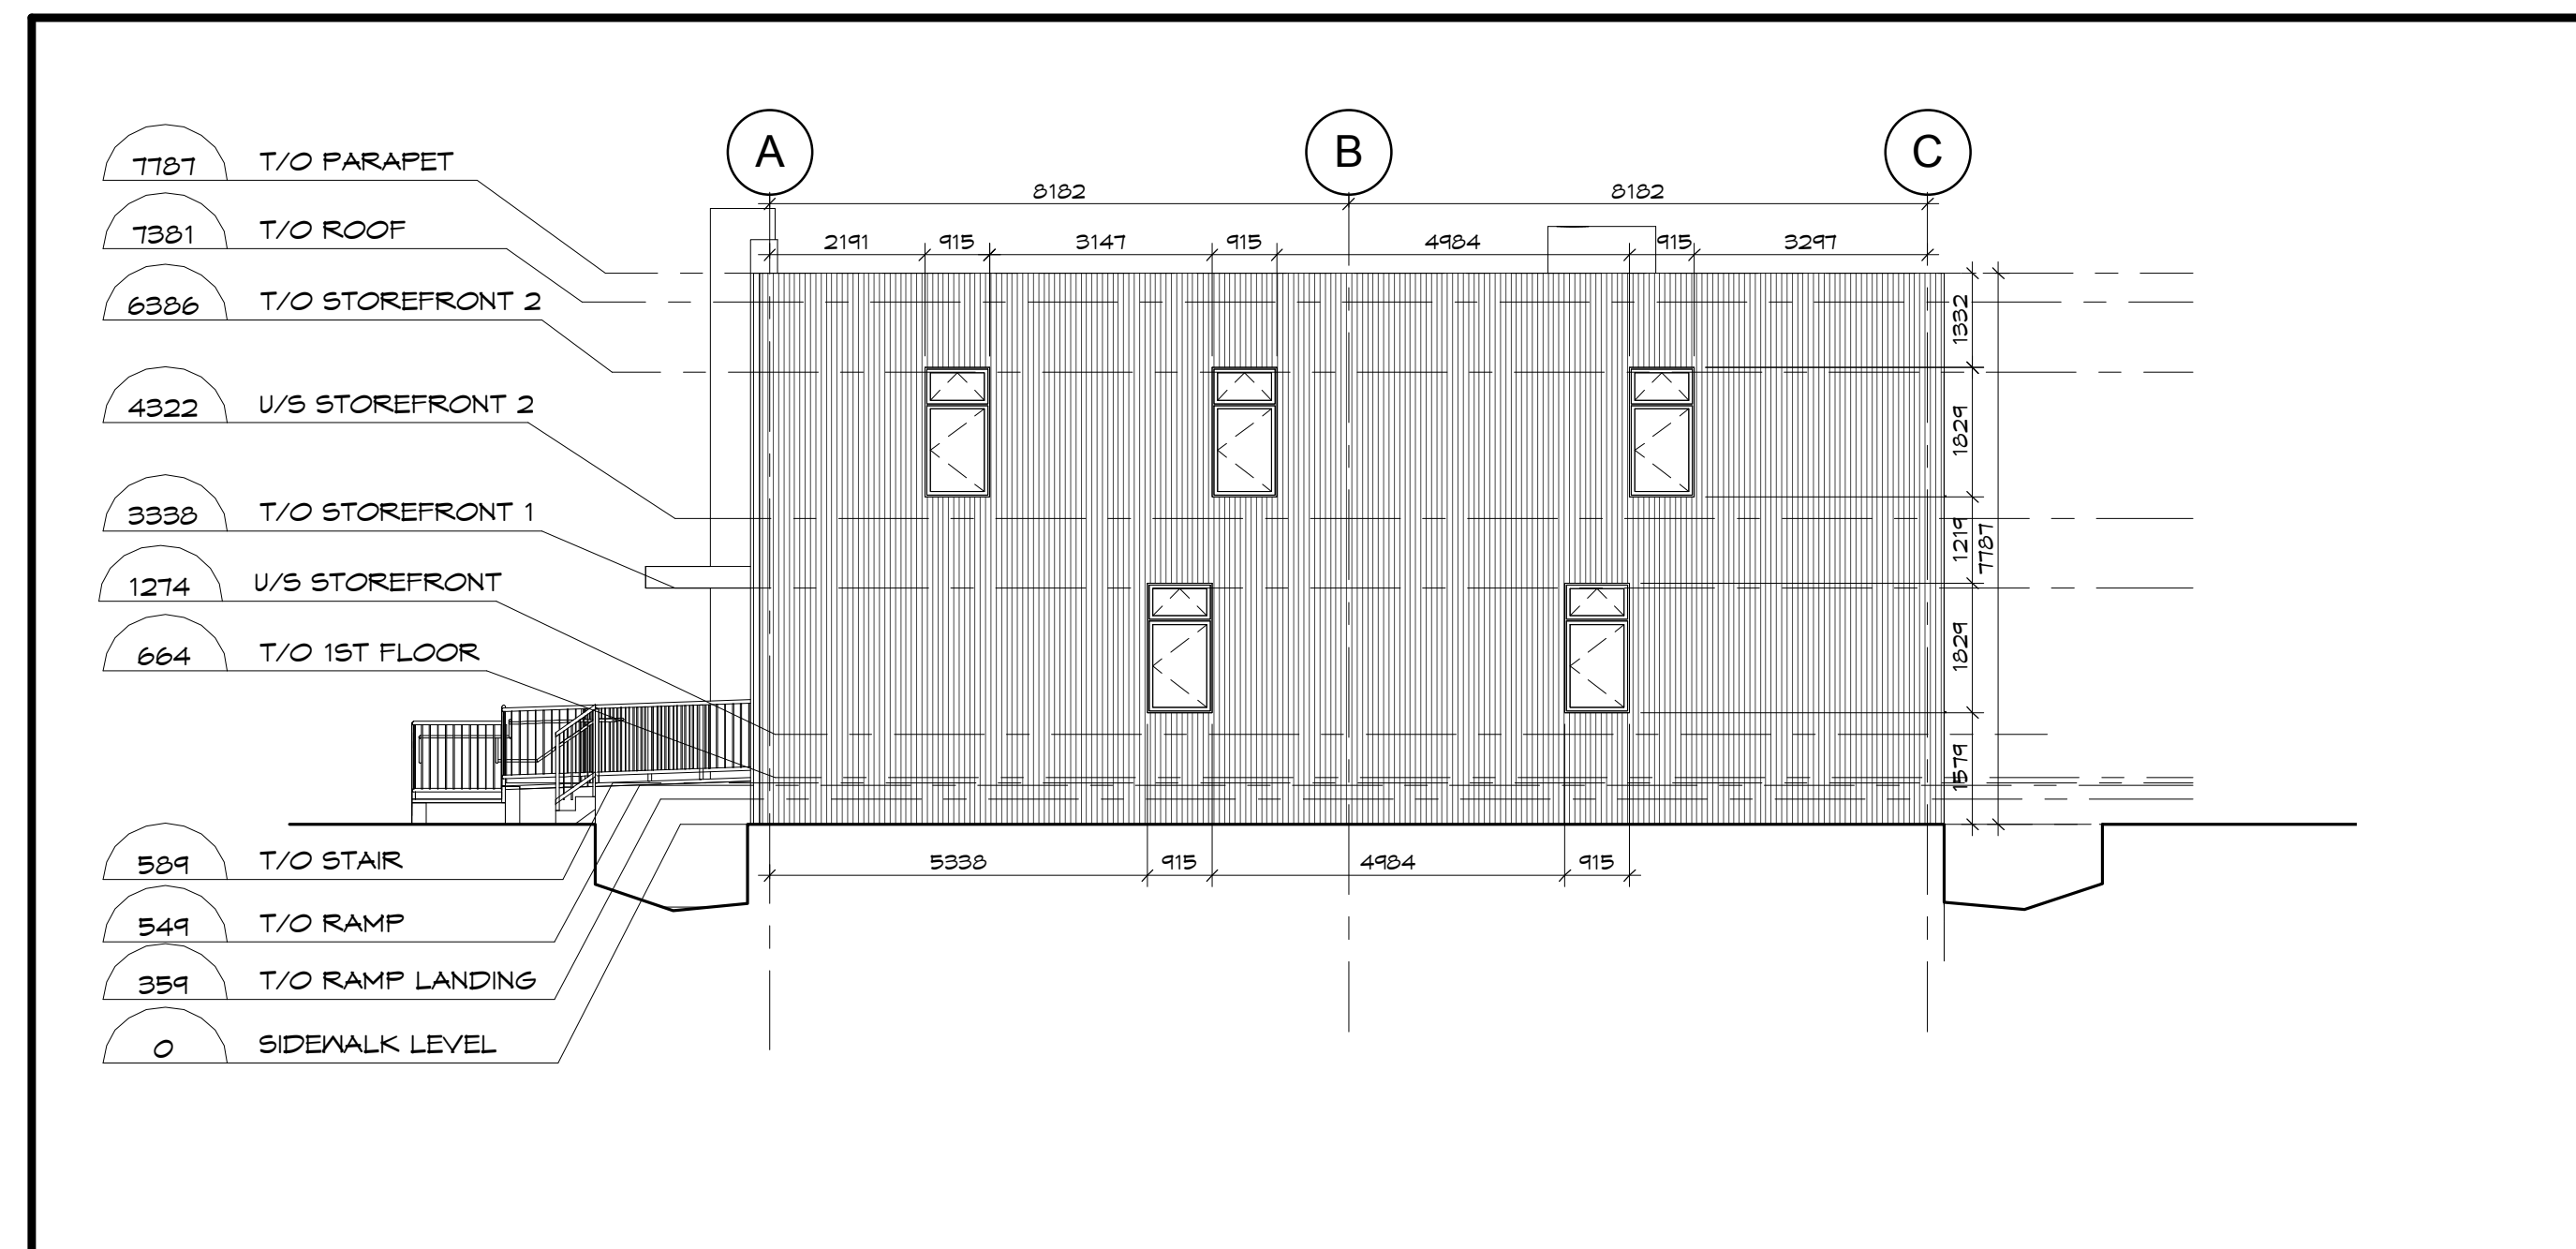 A B C
8182 8182
2191 915 3147 915 4984 915 3297
7787 T/O PARAPET
7381 T/O ROOF
6386 T/O STOREFRONT 2
4322 U/S STOREFRONT 2
3338 T/O STOREFRONT 1
1274 U/S STOREFRONT
664 T/O 1ST FLOOR
589 T/O STAIR
549 T/O RAMP
359 T/O RAMP LANDING
0 SIDEWALK LEVEL
1332
1829
1219
7787
1829
1579
5338 915 4984 915